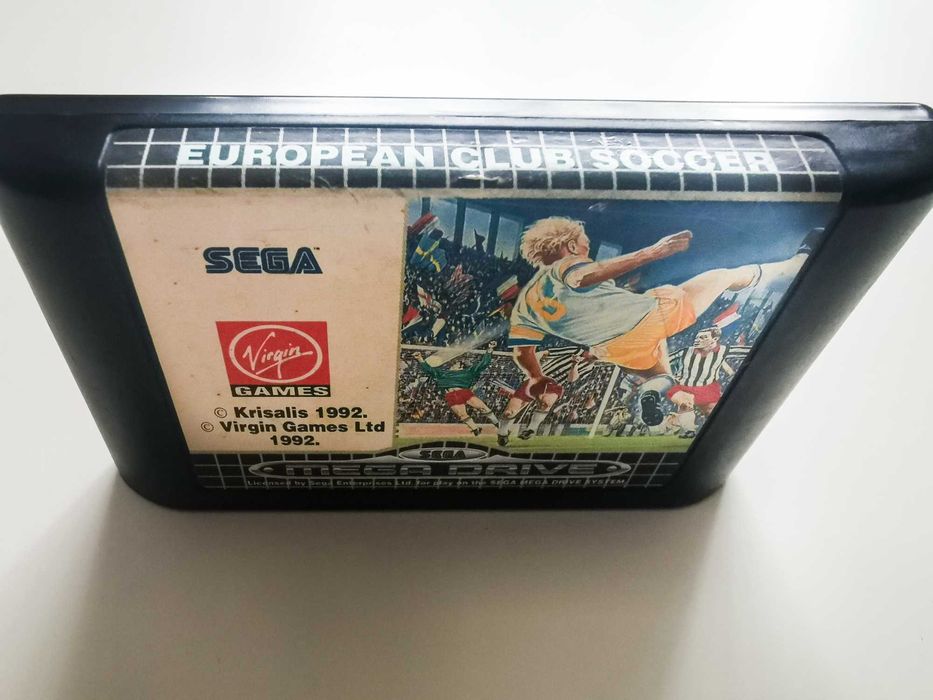 EUROPEAN CLUB SOCCER
SEGA™
Virgin
GAMES
© Krisalis 1992.
© Virgin Games Ltd
1992.
SEGA
MEGA DRIVE
Licensed by Sega Enterprises Ltd. for play on the SEGA MEGA DRIVE SYSTEM.